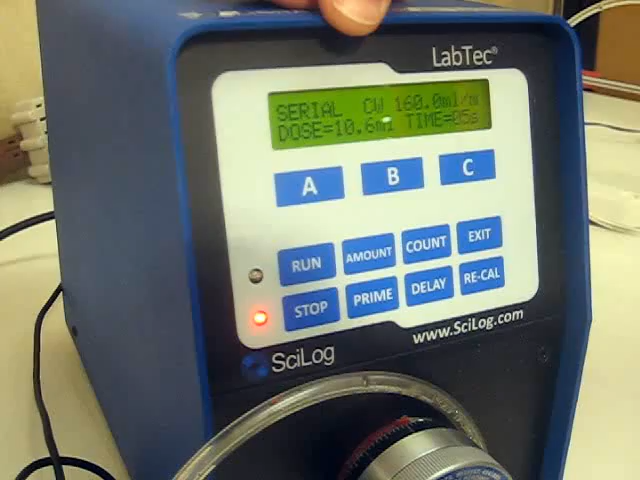 LabTec®
SERIAL CW 160.0ml/m
DOSE=10.6ml TIME=05s
A B C
RUN AMOUNT COUNT EXIT
STOP PRIME DELAY RE-CAL
SciLog www.SciLog.com